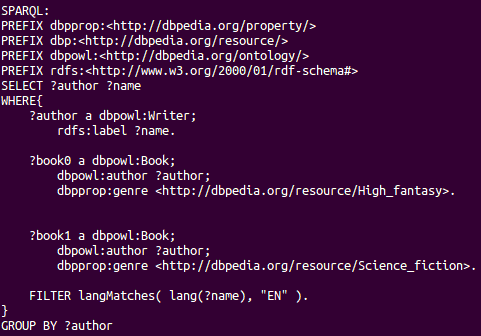 SPARQL:
PREFIX dbpprop:<http://dbpedia.org/property/>
PREFIX dbp:<http://dbpedia.org/resource/>
PREFIX dbpowl:<http://dbpedia.org/ontology/>
PREFIX rdfs:<http://www.w3.org/2000/01/rdf-schema#>
SELECT ?author ?name
WHERE{
    ?author a dbpowl:Writer;
        rdfs:label ?name.

    ?book0 a dbpowl:Book;
        dbpowl:author ?author;
        dbpprop:genre <http://dbpedia.org/resource/High_fantasy>.


    ?book1 a dbpowl:Book;
        dbpowl:author ?author;
        dbpprop:genre <http://dbpedia.org/resource/Science_fiction>.

    FILTER langMatches( lang(?name), "EN" ).
}
GROUP BY ?author